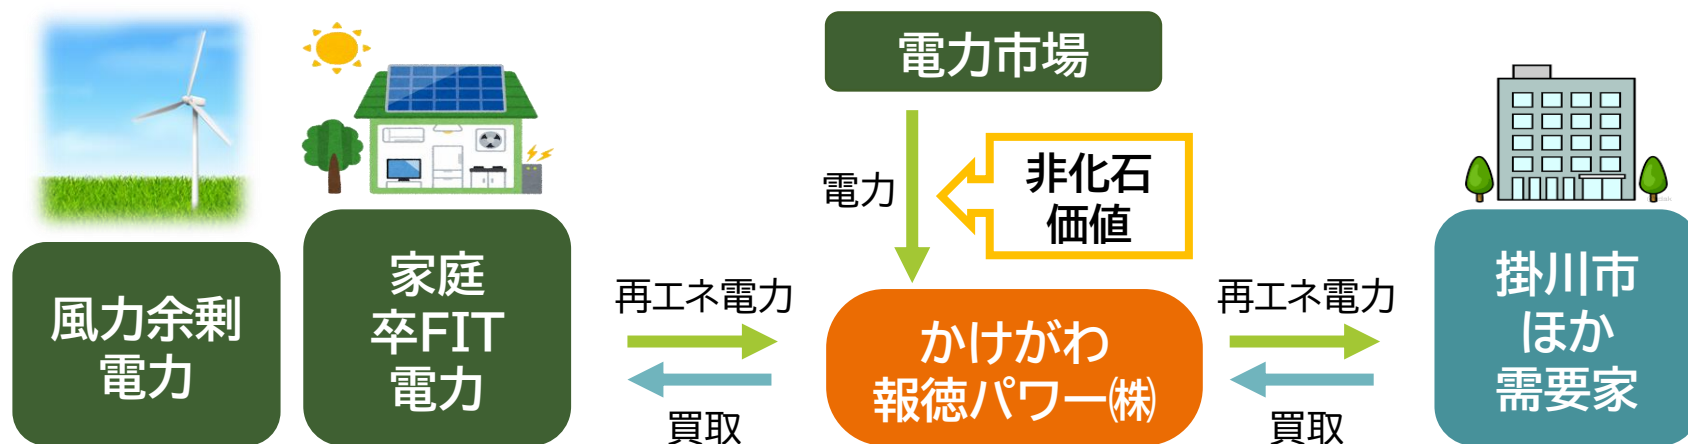 電力市場
電力
非化石
価値
風力余剰
電力
家庭
卒FIT
電力
再エネ電力
買取
かけがわ
報徳パワー㈱
再エネ電力
買取
掛川市
ほか
需要家